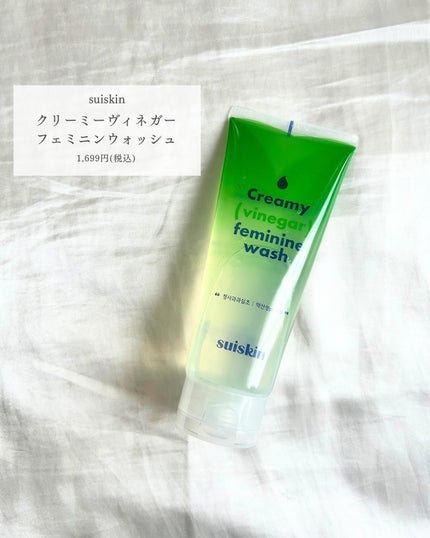 suiskin
クリーミーヴィネガー
フェミニンウォッシュ
1,699円(税込)
Creamy
(vinegar)
feminine
wash.
suiskin